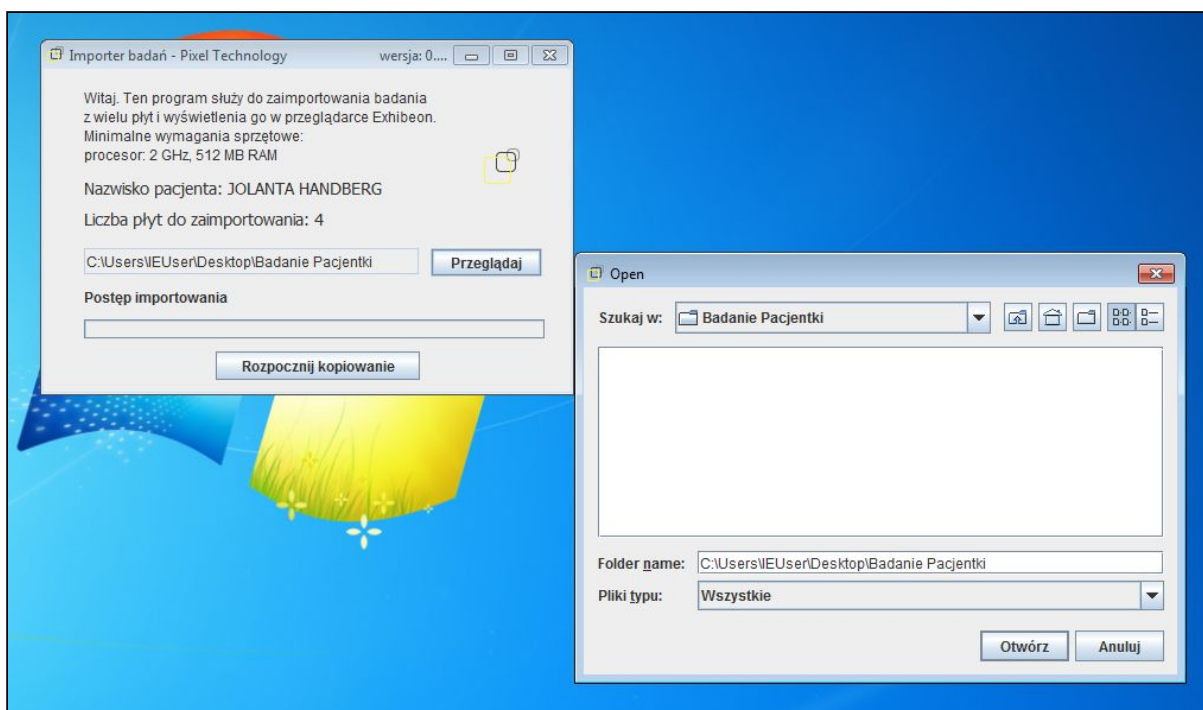 Importer badań - Pixel Technology wersja: 0....
Witaj. Ten program służy do zaimportowania badania
z wielu płyt i wyświetlenia go w przeglądarce Exhibeon.
Minimalne wymagania sprzętowe:
procesor: 2 GHz, 512 MB RAM
Nazwisko pacjenta: JOLANTA HANDBERG
Liczba płyt do zaimportowania: 4
C:\Users\IEUser\Desktop\Badanie Pacjentki Przeglądaj
Postęp importowania
Rozpocznij kopiowanie
Open
Szukaj w: Badanie Pacjentki
Folder name: C:\Users\IEUser\Desktop\Badanie Pacjentki
Pliki typu: Wszystkie
Otwórz Anuluj